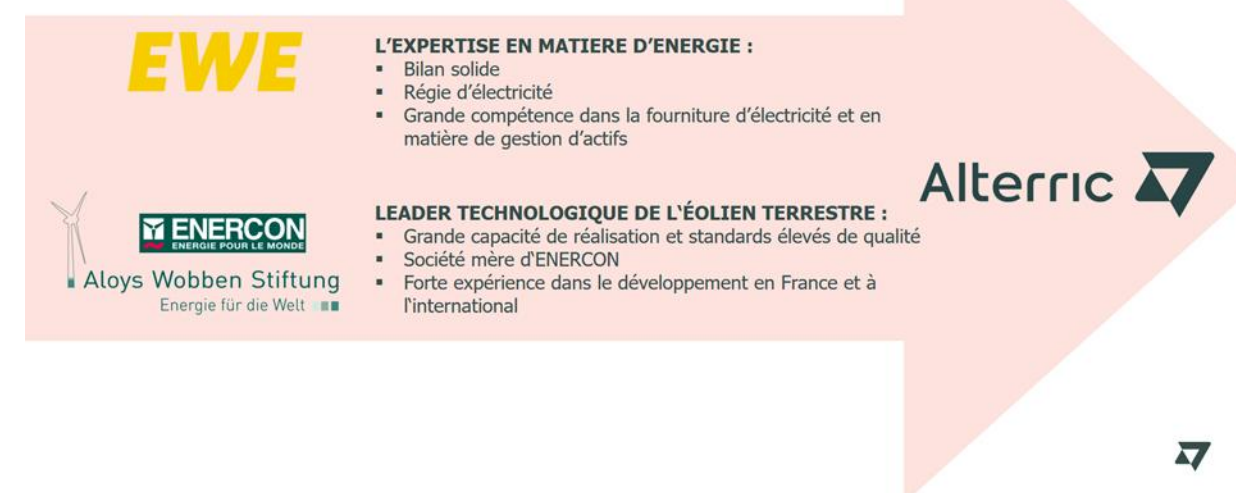 EWE
L’EXPERTISE EN MATIERE D’ENERGIE :
▪ Bilan solide
▪ Régie d’électricité
▪ Grande compétence dans la fourniture d’électricité et en
matière de gestion d’actifs
Alterric
ENERCON
ENERGIE POUR LE MONDE
Aloys Wobben Stiftung
Energie für die Welt
LEADER TECHNOLOGIQUE DE L‘ÉOLIEN TERRESTRE :
▪ Grande capacité de réalisation et standards élevés de qualité
▪ Société mère d‘ENERCON
▪ Forte expérience dans le développement en France et à
l‘international